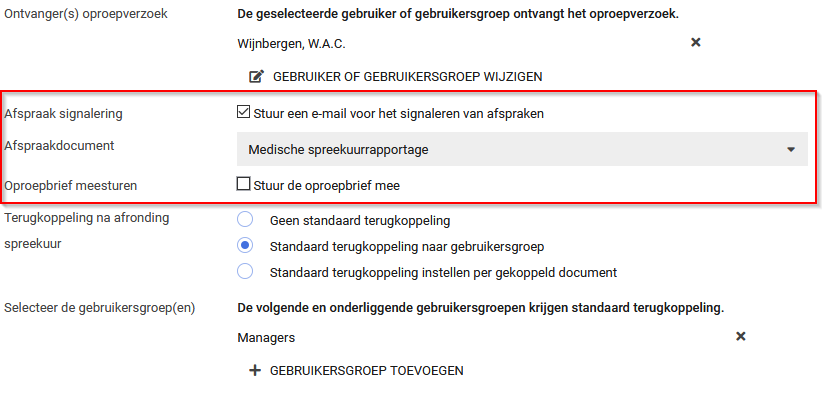 Ontvanger(s) oproepverzoek De geselecteerde gebruiker of gebruikersgroep ontvangt het oproepverzoek.
Wijnbergen, W.A.C.
GEBRUIKER OF GEBRUIKERSGROEP WIJZIGEN
Afspraak signalering Stuur een e-mail voor het signaleren van afspraken
Afspraakdocument Medische spreekuurrapportage
Oproepbrief meesturen Stuur de oproepbrief mee
Terugkoppeling na afronding Geen standaard terugkoppeling
spreekuur Standaard terugkoppeling naar gebruikersgroep
Standaard terugkoppeling instellen per gekoppeld document
Selecteer de gebruikersgroep(en) De volgende en onderliggende gebruikersgroepen krijgen standaard terugkoppeling.
Managers
GEBRUIKERSGROEP TOEVOEGEN